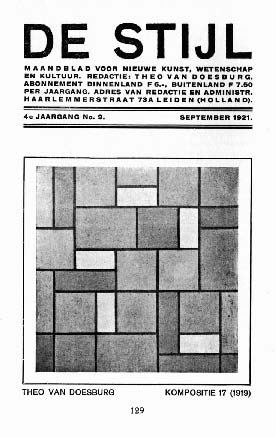 DE STIJL
MAANDBLAD VOOR NIEUWE KUNST, WETENSCHAP
EN KULTUUR. REDACTIE: THEO VAN DOESBURG.
ABONNEMENT BINNENLAND F 6.-, BUITENLAND F 7.50
PER JAARGANG. ADRES VAN REDACTIE EN ADMINISTR.
HAARLEMMERSTRAAT 73A LEIDEN (HOLLAND).
4e JAARGANG No. 9. SEPTEMBER 1921.
THEO VAN DOESBURG KOMPOSITIE 17 (1919)
129